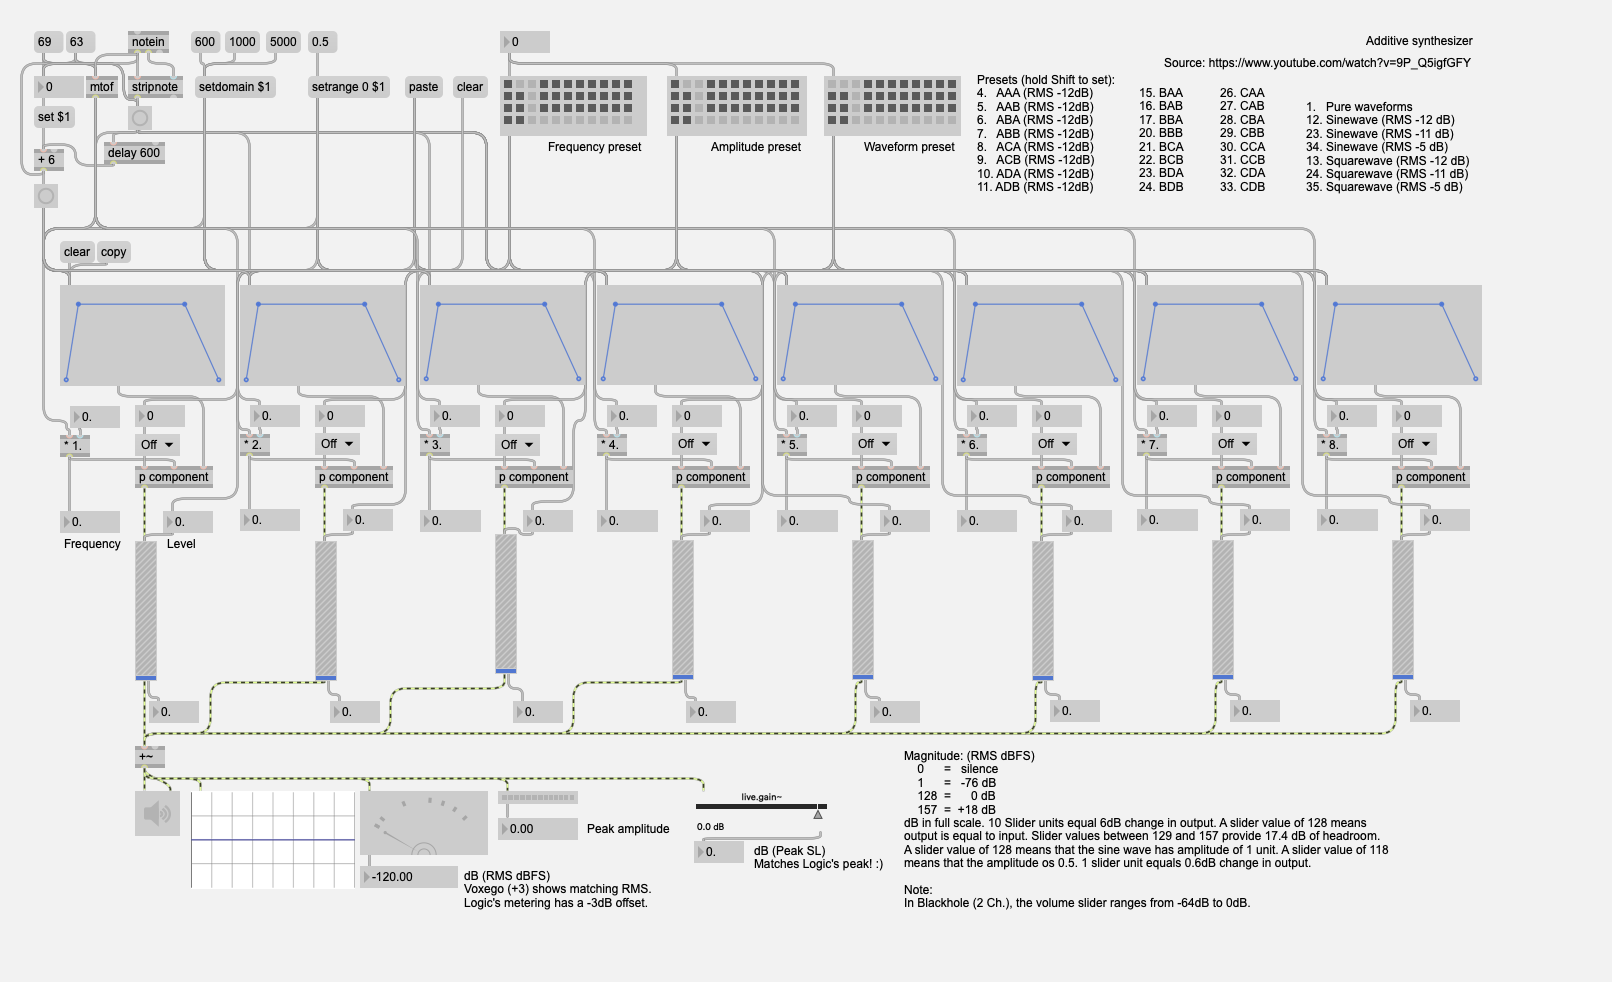 69 63 notein 600 1000 5000 0.5 0 Additive synthesizer
Source: https://www.youtube.com/watch?v=9P_Q5igfGFY
0 mtof stripnote setdomain $1 setrange 0 $1 paste clear
set $1
+ 6 delay 600
Frequency preset Amplitude preset Waveform preset
Presets (hold Shift to set):
4. AAA (RMS -12dB)
5. AAB (RMS -12dB)
6. ABA (RMS -12dB)
7. ABB (RMS -12dB)
8. ACA (RMS -12dB)
9. ACB (RMS -12dB)
10. ADA (RMS -12dB)
11. ADB (RMS -12dB)
15. BAA
16. BAB
17. BBA
20. BBB
21. BCA
22. BCB
23. BDA
24. BDB
26. CAA
27. CAB
28. CBA
29. CBB
30. CCA
31. CCB
32. CDA
33. CDB
1. Pure waveforms
12. Sinewave (RMS -12 dB)
23. Sinewave (RMS -11 dB)
34. Sinewave (RMS -5 dB)
13. Squarewave (RMS -12 dB)
24. Squarewave (RMS -11 dB)
35. Squarewave (RMS -5 dB)
clear copy
0. 0 0. 0 0. 0 0. 0 0. 0 0. 0 0. 0 0. 0
* 1. Off * 2. Off * 3. Off * 4. Off * 5. Off * 6. Off * 7. Off * 8. Off
p component p component p component p component p component p component p component p component
0. 0. 0. 0. 0. 0. 0. 0. 0. 0. 0. 0. 0. 0. 0. 0.
Frequency Level
0. 0. 0. 0. 0. 0. 0. 0.
+~
live.gain~
0.0 dB
0.00 Peak amplitude
0. dB (Peak SL)
Matches Logic's peak! :)
-120.00 dB (RMS dBFS)
Voxego (+3) shows matching RMS.
Logic's metering has a -3dB offset.
Magnitude: (RMS dBFS)
0 = silence
1 = -76 dB
128 = 0 dB
157 = +18 dB
dB in full scale. 10 Slider units equal 6dB change in output. A slider value of 128 means
output is equal to input. Slider values between 129 and 157 provide 17.4 dB of headroom.
A slider value of 128 means that the sine wave has amplitude of 1 unit. A slider value of 118
means that the amplitude os 0.5. 1 slider unit equals 0.6dB change in output.
Note:
In Blackhole (2 Ch.), the volume slider ranges from -64dB to 0dB.